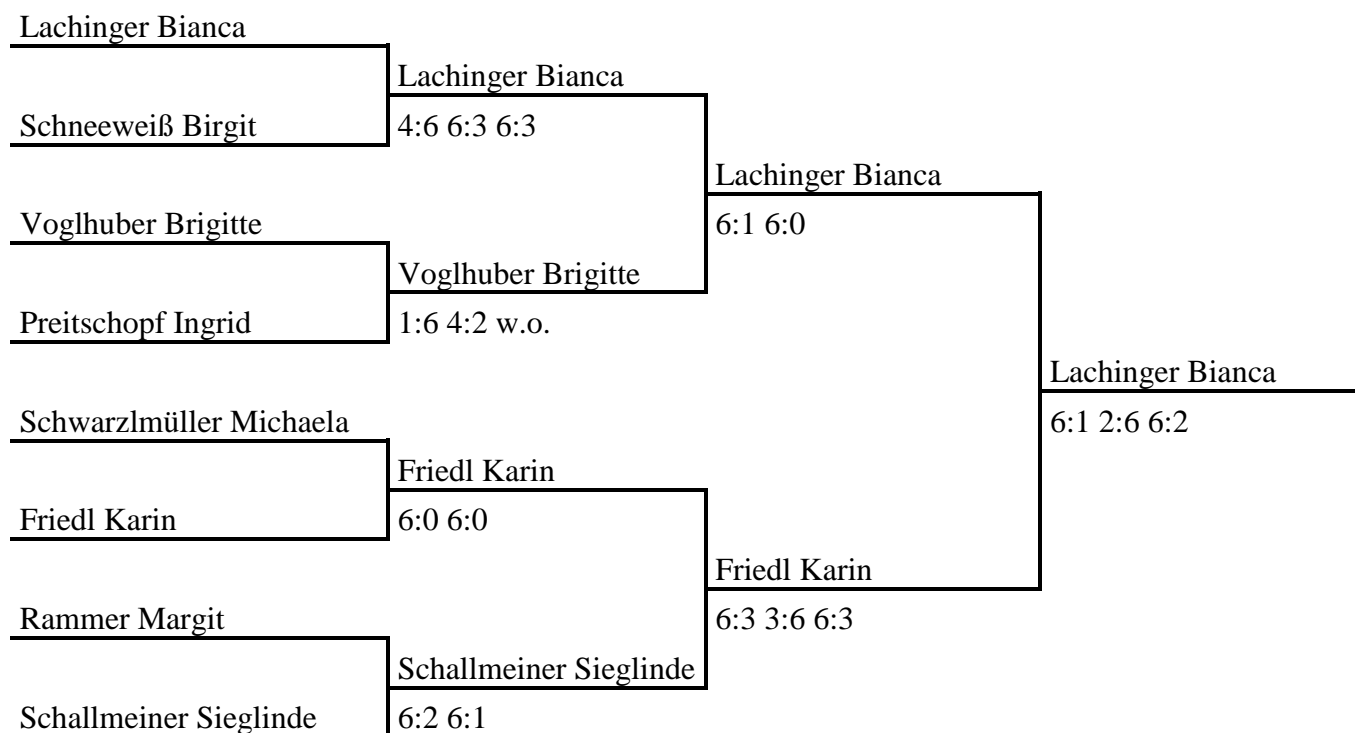 Lachinger Bianca
Lachinger Bianca
Schneeweiß Birgit
4:6 6:3 6:3
Lachinger Bianca
Voglhuber Brigitte
6:1 6:0
Voglhuber Brigitte
Preitschopf Ingrid
1:6 4:2 w.o.
Lachinger Bianca
Schwarzlmüller Michaela
6:1 2:6 6:2
Friedl Karin
Friedl Karin
6:0 6:0
Friedl Karin
Rammer Margit
6:3 3:6 6:3
Schallmeiner Sieglinde
Schallmeiner Sieglinde
6:2 6:1